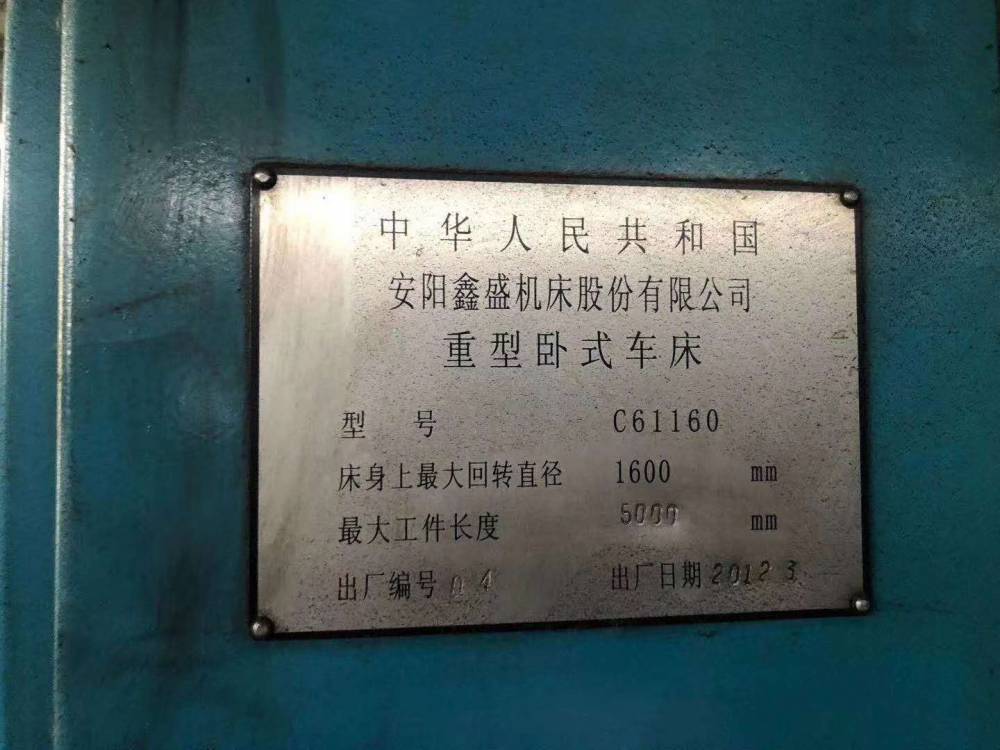 中华人民共和国
安阳鑫盛机床股份有限公司
重型卧式车床
型 号 C61160
床身上最大回转直径 1600 mm
最大工件长度 5000 mm
出厂编号 04 出厂日期 2012 3